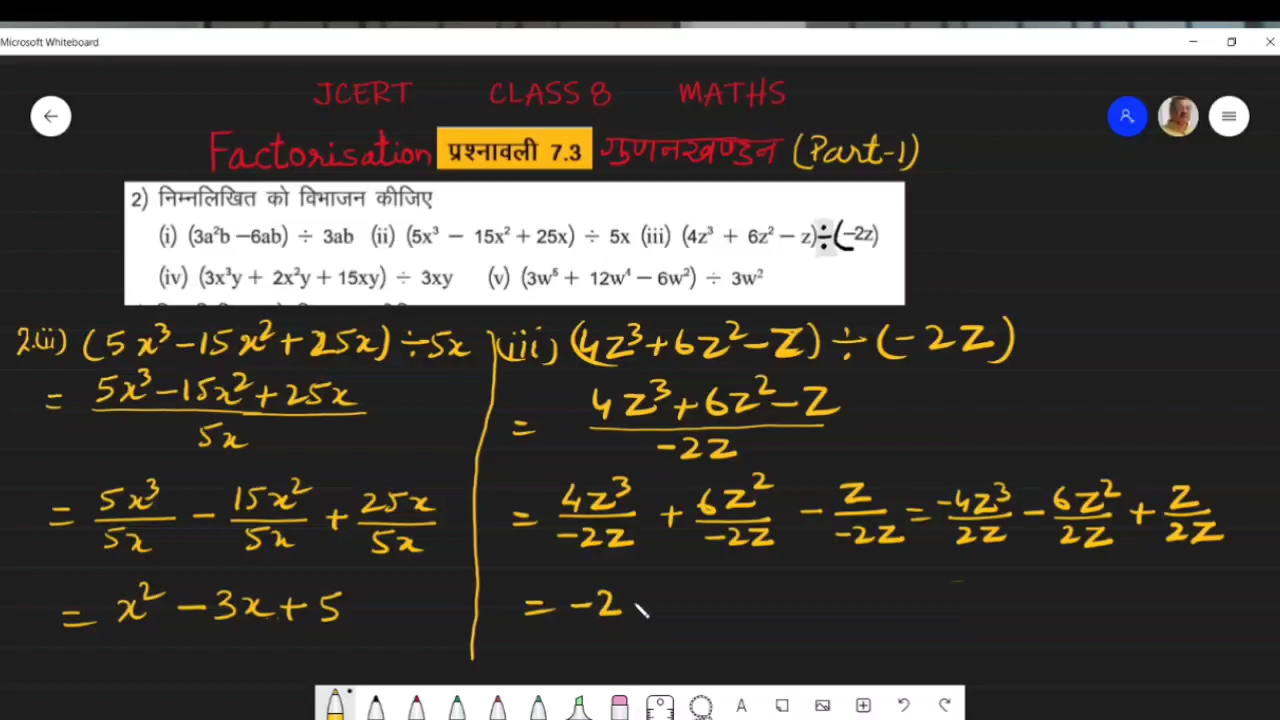 Microsoft Whiteboard
JCERT CLASS 8 MATHS
Factorisation प्रश्नावली 7.3 गुणनखण्डन (Part-1)
2) निम्नलिखित को विभाजन कीजिए
(i) (3a²b –6ab) ÷ 3ab (ii) (5x³ – 15x² + 25x) ÷ 5x (iii) (4z³ + 6z² – z) ÷ (–2z)
(iv) (3x³y + 2x²y + 15xy) ÷ 3xy (v) (3w⁵ + 12w⁴ – 6w²) ÷ 3w²
2.ii) (5x³ – 15x² + 25x) ÷ 5x
= 5x³ – 15x² + 25x / 5x
= 5x³/5x – 15x²/5x + 25x/5x
= x² – 3x + 5
iii) (4z³ + 6z² – z) ÷ (–2z)
= 4z³ + 6z² – z / –2z
= 4z³/–2z + 6z²/–2z – z/–2z = –4z³/2z – 6z²/2z + z/2z
= –2